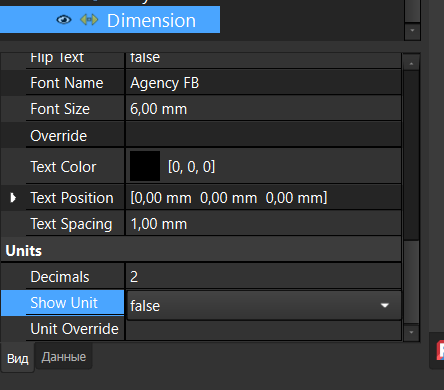 Dimension
Flip Text false
Font Name Agency FB
Font Size 6,00 mm
Override
Text Color [0, 0, 0]
Text Position [0,00 mm 0,00 mm 0,00 mm]
Text Spacing 1,00 mm
Units
Decimals 2
Show Unit false
Unit Override
Вид Данные